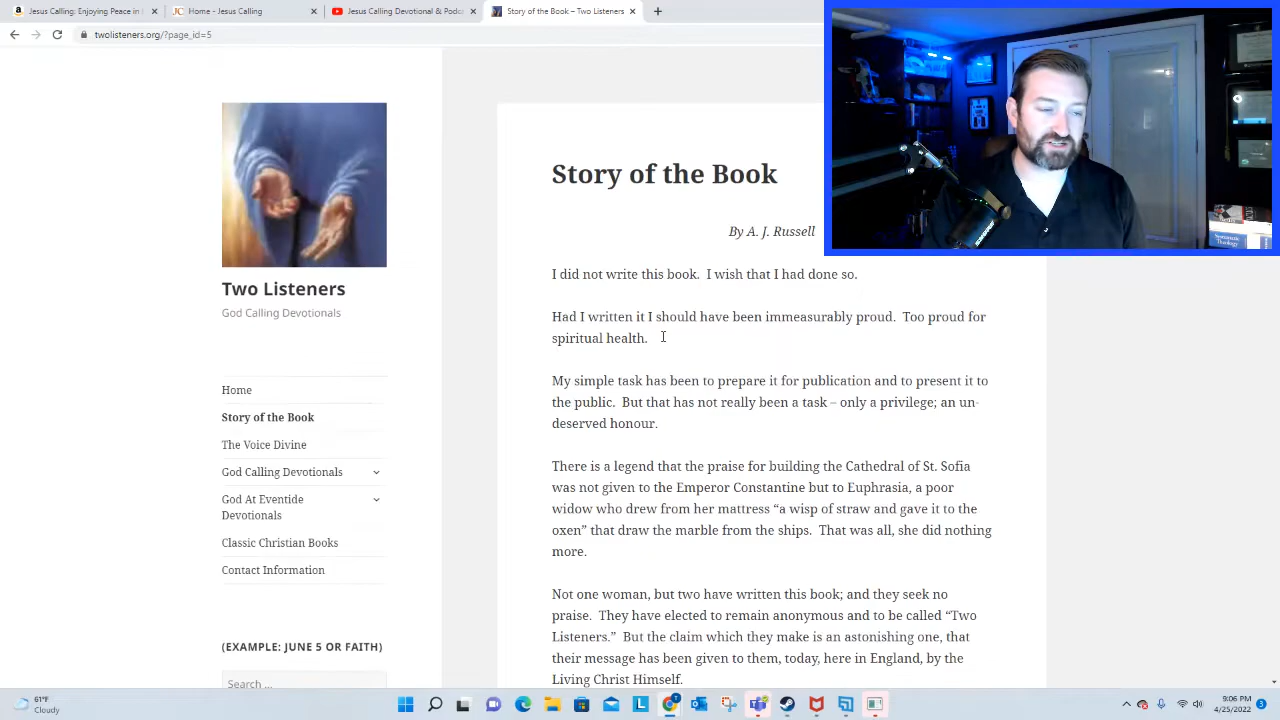 Jesus Calling: Enjoying Peace in
Home - Jesus Calling
Jesus Calling Devotional & Podc
Story of the Book – Two Listeners
twolisteners.org/?page_id=5
Two Listeners
God Calling Devotionals
Home
Story of the Book
The Voice Divine
God Calling Devotionals
God At Eventide
Devotionals
Classic Christian Books
Contact Information
(EXAMPLE: JUNE 5 OR FAITH)
Search ...
Story of the Book
By A. J. Russell
I did not write this book. I wish that I had done so.
Had I written it I should have been immeasurably proud. Too proud for
spiritual health.
My simple task has been to prepare it for publication and to present it to
the public. But that has not really been a task – only a privilege; an un-
deserved honour.
There is a legend that the praise for building the Cathedral of St. Sofia
was not given to the Emperor Constantine but to Euphrasia, a poor
widow who drew from her mattress “a wisp of straw and gave it to the
oxen” that draw the marble from the ships. That was all, she did nothing
more.
Not one woman, but two have written this book; and they seek no
praise. They have elected to remain anonymous and to be called “Two
Listeners.” But the claim which they make is an astonishing one, that
their message has been given to them, today, here in England, by the
Living Christ Himself.
Systematic
Theology
61°F
Cloudy
9:06 PM
4/25/2022
3